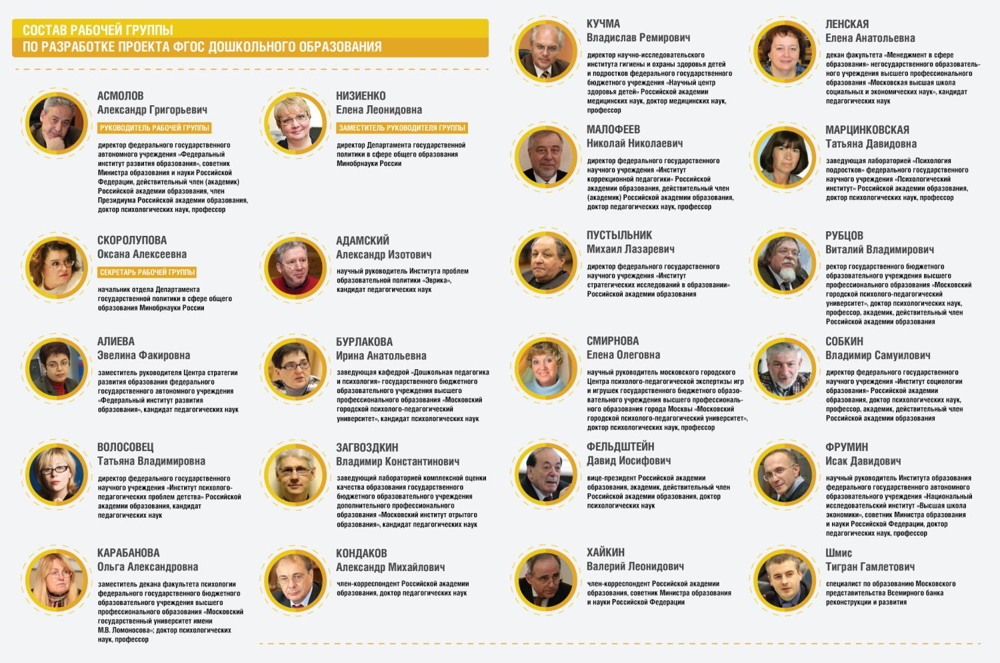 СОСТАВ РАБОЧЕЙ ГРУППЫ
ПО РАЗРАБОТКЕ ПРОЕКТА ФГОС ДОШКОЛЬНОГО ОБРАЗОВАНИЯ
АСМОЛОВ
Александр Григорьевич
РУКОВОДИТЕЛЬ РАБОЧЕЙ ГРУППЫ
директор федерального государственного
автономного учреждения «Федеральный
институт развития образования», советник
Министра образования и науки Российской
Федерации, действительный член (академик)
Российской академии образования, член
Президиума Российской академии образования,
доктор психологических наук, профессор
НИЗИЕНКО
Елена Леонидовна
ЗАМЕСТИТЕЛЬ РУКОВОДИТЕЛЯ ГРУППЫ
директор Департамента государственной
политики в сфере общего образования
Минобрнауки России
СКОРОЛУПОВА
Оксана Алексеевна
СЕКРЕТАРЬ РАБОЧЕЙ ГРУППЫ
начальник отдела Департамента
государственной политики в сфере общего
образования Минобрнауки России
АДАМСКИЙ
Александр Изотович
научный руководитель Института проблем
образовательной политики «Эврика»,
кандидат педагогических наук
АЛИЕВА
Эвелина Факировна
заместитель руководителя Центра стратегии
развития образования федерального
государственного автономного учреждения
«Федеральный институт развития
образования», кандидат педагогических наук
БУРЛАКОВА
Ирина Анатольевна
заведующая кафедрой «Дошкольная педагогика
и психология» государственного бюджетного
образовательного учреждения высшего
профессионального образования «Московский
городской психолого-педагогический
университет», кандидат психологических наук
ВОЛОСОВЕЦ
Татьяна Владимировна
директор федерального государственного
научного учреждения «Институт психолого-
педагогических проблем детства» Российской
академии образования, кандидат
педагогических наук
ЗАГВОЗДКИН
Владимир Константинович
заведующий лабораторией комплексной оценки
качества образования государственного
бюджетного образовательного учреждения
дополнительного профессионального
образования «Московский институт отрытого
образования», кандидат педагогических наук
КАРАБАНОВА
Ольга Александровна
заместитель декана факультета психологии
федерального государственного бюджетного
образовательного учреждения высшего
профессионального образования «Московский
государственный университет имени
М.В. Ломоносова»; доктор психологических
наук, профессор
КОНДАКОВ
Александр Михайлович
член-корреспондент Российской академии
образования, доктор педагогических наук
КУЧМА
Владислав Ремирович
директор научно-исследовательского
института гигиены и охраны здоровья детей
и подростков федерального государственного
бюджетного учреждения «Научный центр
здоровья детей» Российской академии
медицинских наук, доктор медицинских наук,
профессор
ЛЕНСКАЯ
Елена Анатольевна
декан факультета «Менеджмент в сфере
образования» негосударственного образователь-
ного учреждения высшего профессионального
образования «Московская высшая школа
социальных и экономических наук», кандидат
педагогических наук
МАЛОФЕЕВ
Николай Николаевич
директор федерального государственного
научного учреждения «Институт
коррекционной педагогики» Российской
академии образования, действительный член
(академик) Российской академии образования,
доктор педагогических наук, профессор
МАРЦИНКОВСКАЯ
Татьяна Давидовна
заведующая лабораторией «Психология
подростков» федерального государственного
научного учреждения «Психологический
институт» Российской академии образования,
доктор психологических наук, профессор
ПУСТЫЛЬНИК
Михаил Лазаревич
директор федерального государственного
научного учреждения «Институт
стратегических исследований в образовании»
Российской академии образования
РУБЦОВ
Виталий Владимирович
ректор государственного бюджетного
образовательного учреждения высшего
профессионального образования «Московский
городской психолого-педагогический
университет», доктор психологических наук,
профессор, академик, действительный член
Российской академии образования
СМИРНОВА
Елена Олеговна
научный руководитель московского городского
Центра психолого-педагогической экспертизы игр
и игрушек государственного бюджетного образо-
вательного учреждения высшего профессиональ-
ного образования города Москвы «Московский
городской психолого-педагогический университет»,
доктор психологических наук, профессор
СОБКИН
Владимир Самуилович
директор федерального государственного
научного учреждения «Институт социологии
образования» Российской академии
образования, доктор психологических наук,
профессор, академик, действительный член
Российской академии образования
ФЕЛЬДШТЕЙН
Давид Иосифович
вице-президент Российской академии
образования, академик, действительный член
Российской академии образования, доктор
психологических наук
ФРУМИН
Исак Давидович
научный руководитель Института образования
федерального государственного автономного
образовательного учреждения «Национальный
исследовательский институт «Высшая школа
экономики», советник Министра образования
и науки Российской Федерации, доктор
педагогических наук, профессор
ХАЙКИН
Валерий Леонидович
член-корреспондент Российской академии
образования, советник Министра образования
и науки Российской Федерации
Шмис
Тигран Гамлетович
специалист по образованию Московского
представительства Всемирного банка
реконструкции и развития